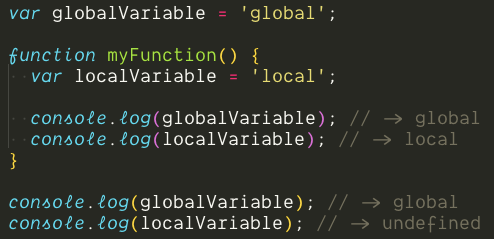 var globalVariable = 'global';
function myFunction() {
  var localVariable = 'local';
  console.log(globalVariable); // → global
  console.log(localVariable); // → local
}
console.log(globalVariable); // → global
console.log(localVariable); // → undefined